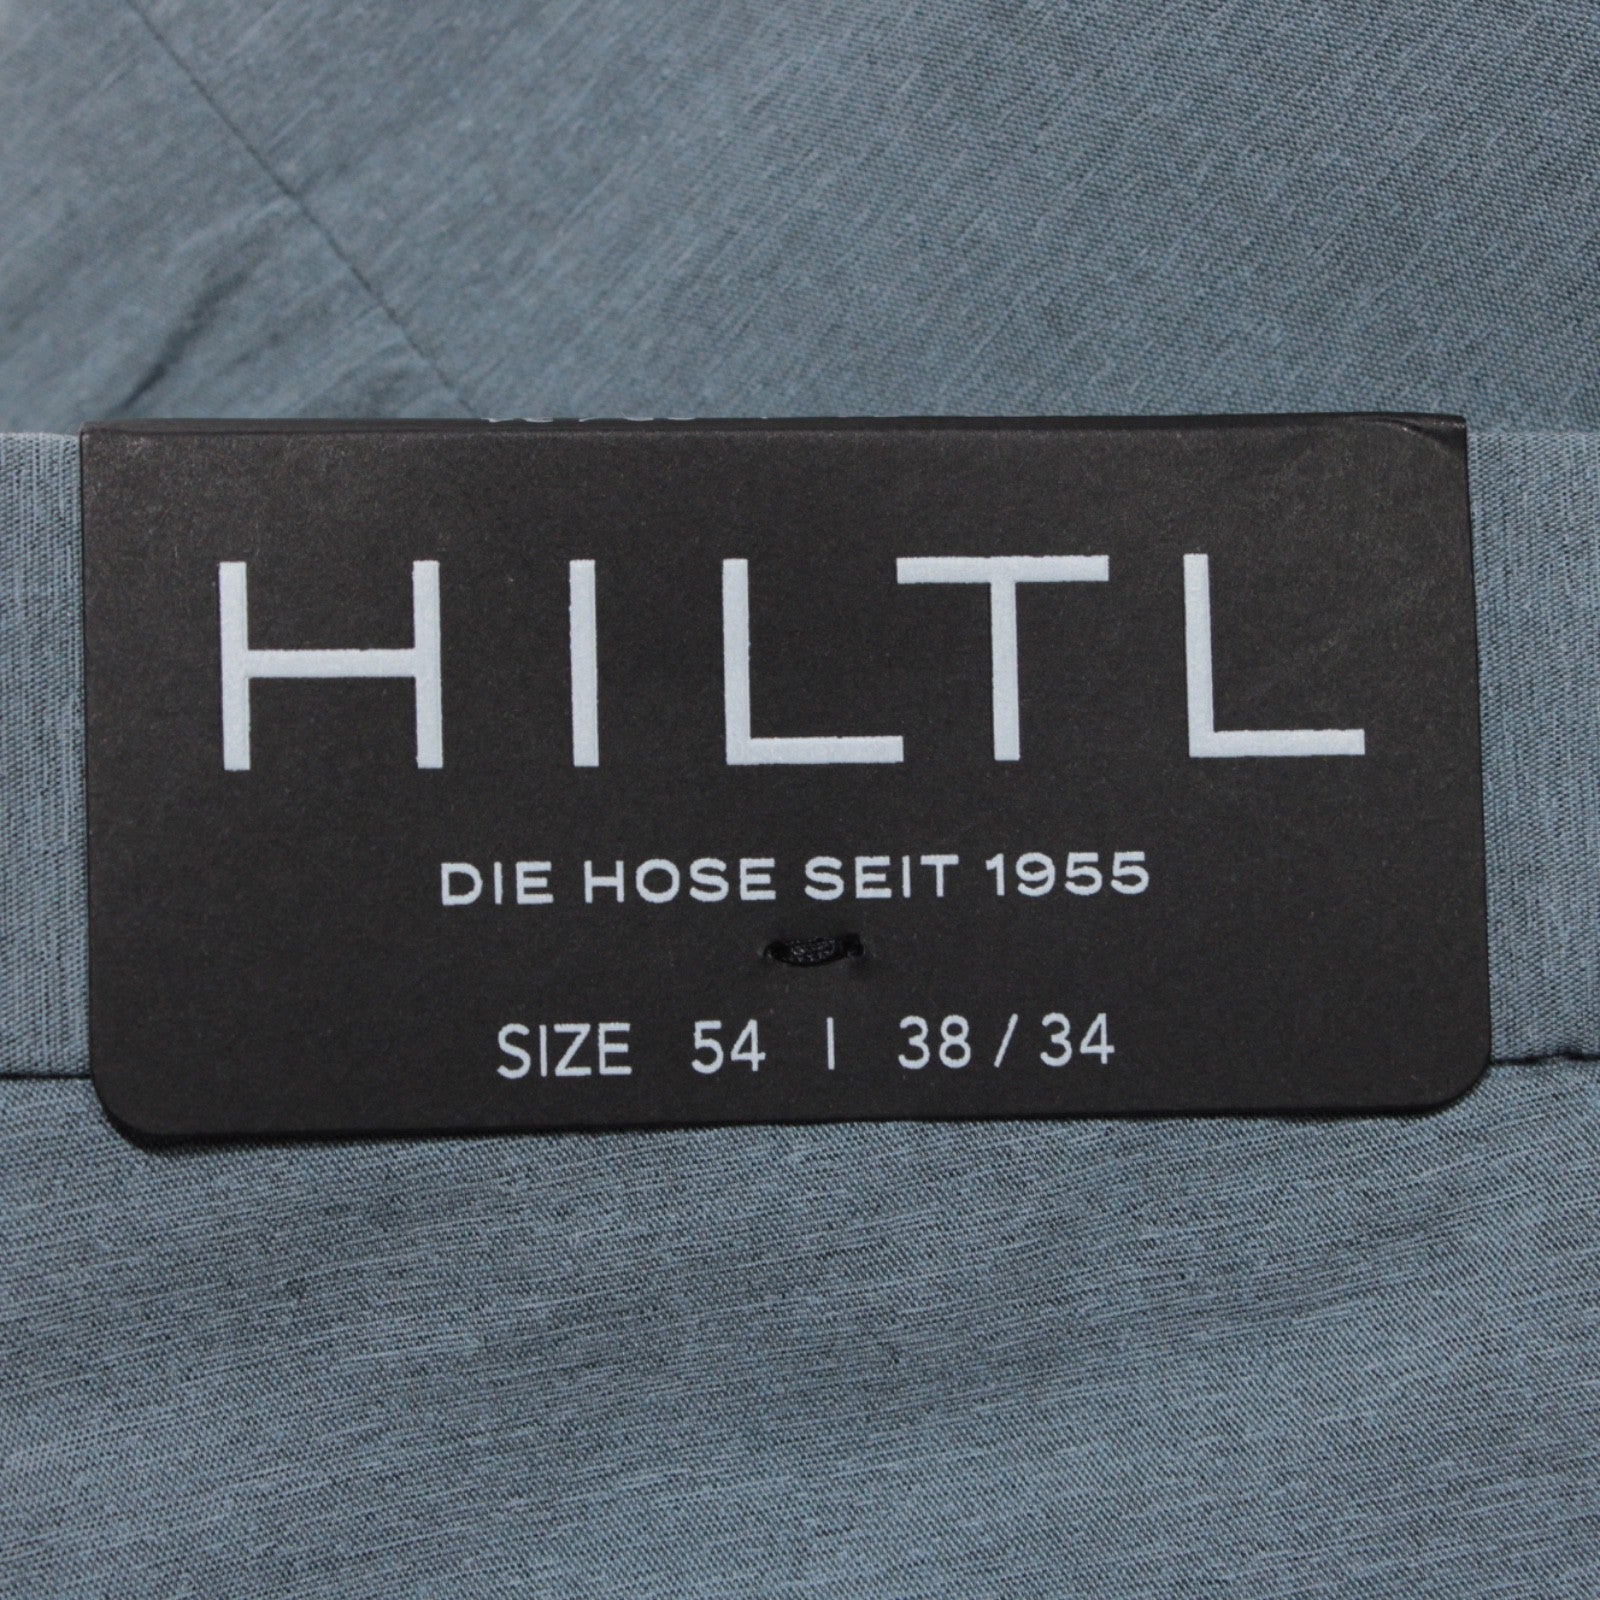 HILTL
DIE HOSE SEIT 1955
SIZE 54 | 38 / 34